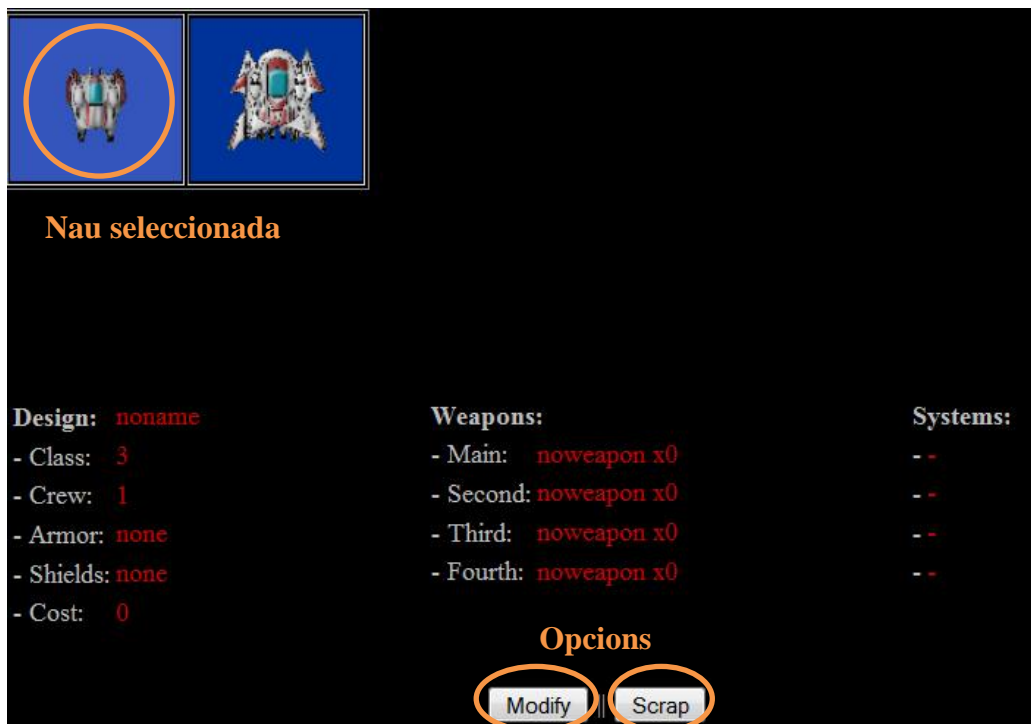 Nau seleccionada
Design: noname Weapons: Systems:
- Class: 3 - Main: noweapon x0 - -
- Crew: 1 - Second: noweapon x0 - -
- Armor: none - Third: noweapon x0 - -
- Shields: none - Fourth: noweapon x0 - -
- Cost: 0
Opcions
Modify || Scrap